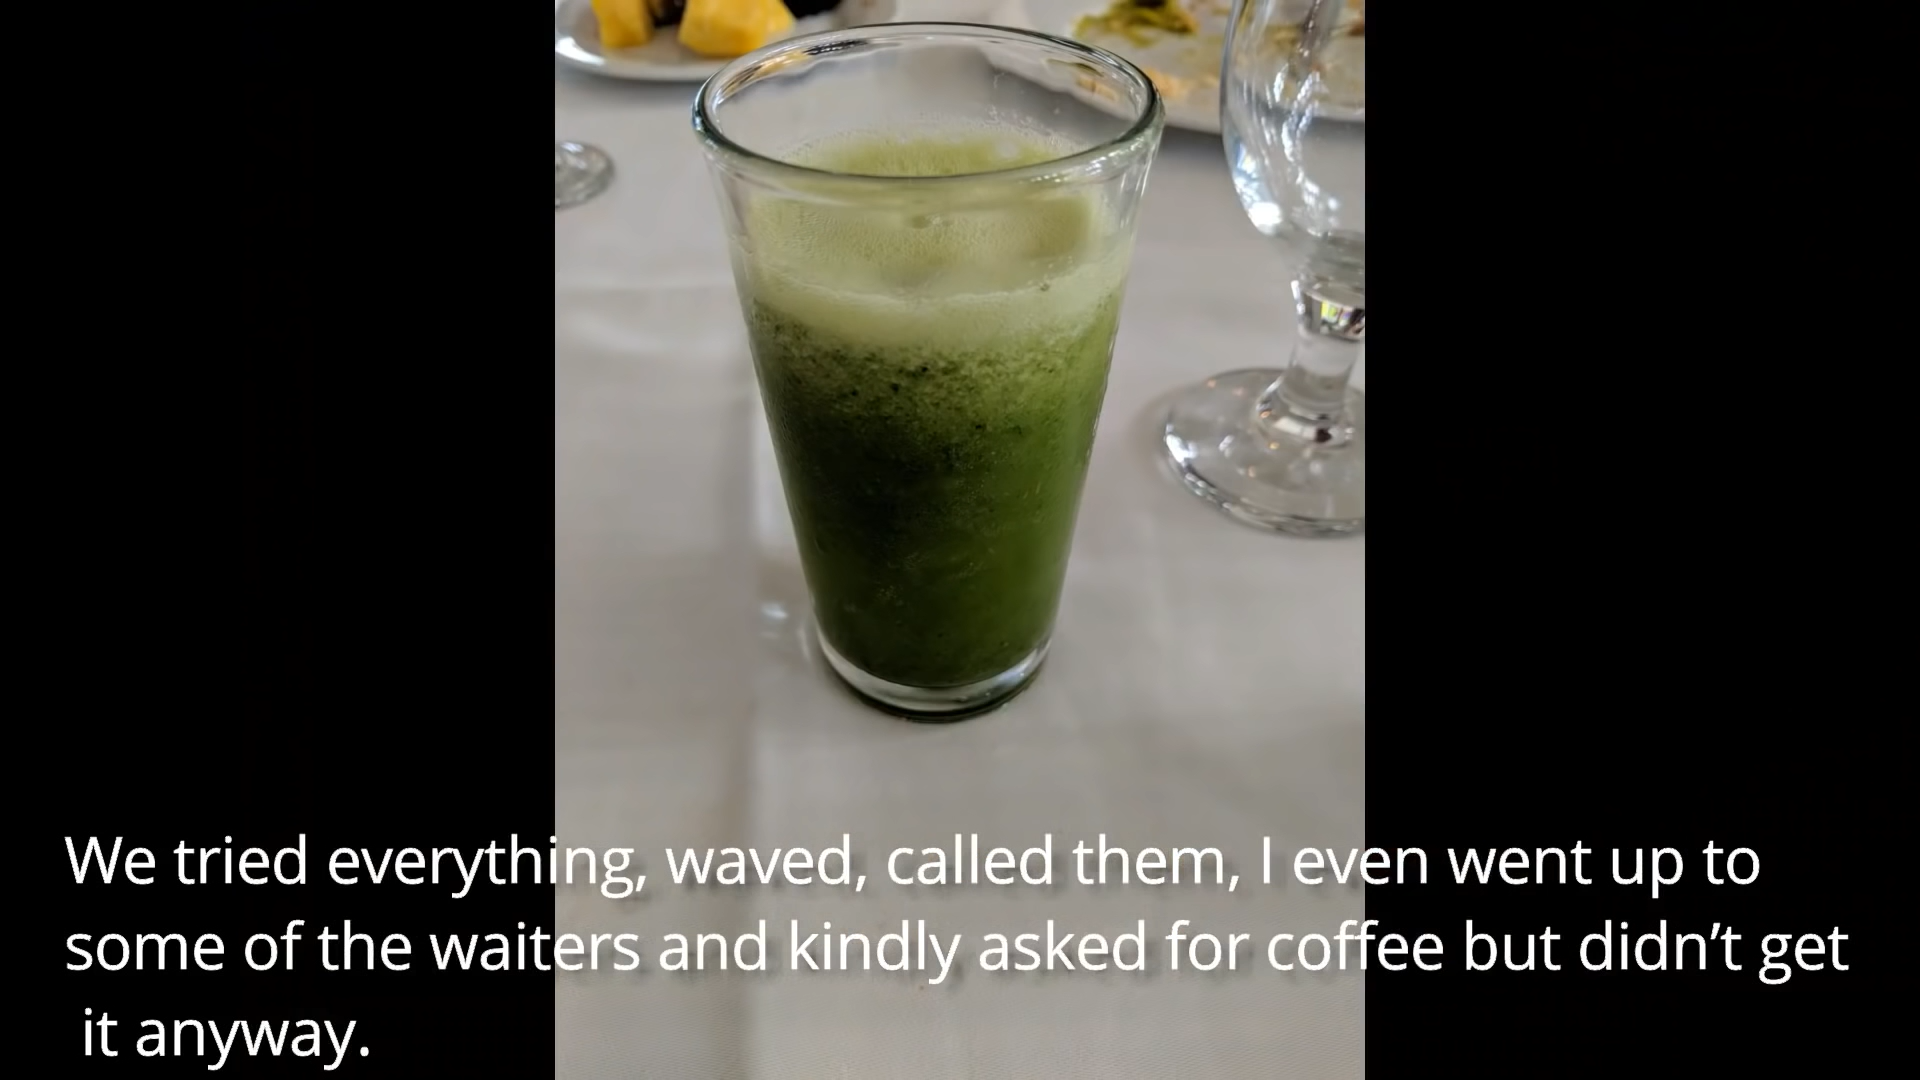 We tried everything, waved, called them, I even went up to
some of the waiters and kindly asked for coffee but didn’t get
it anyway.